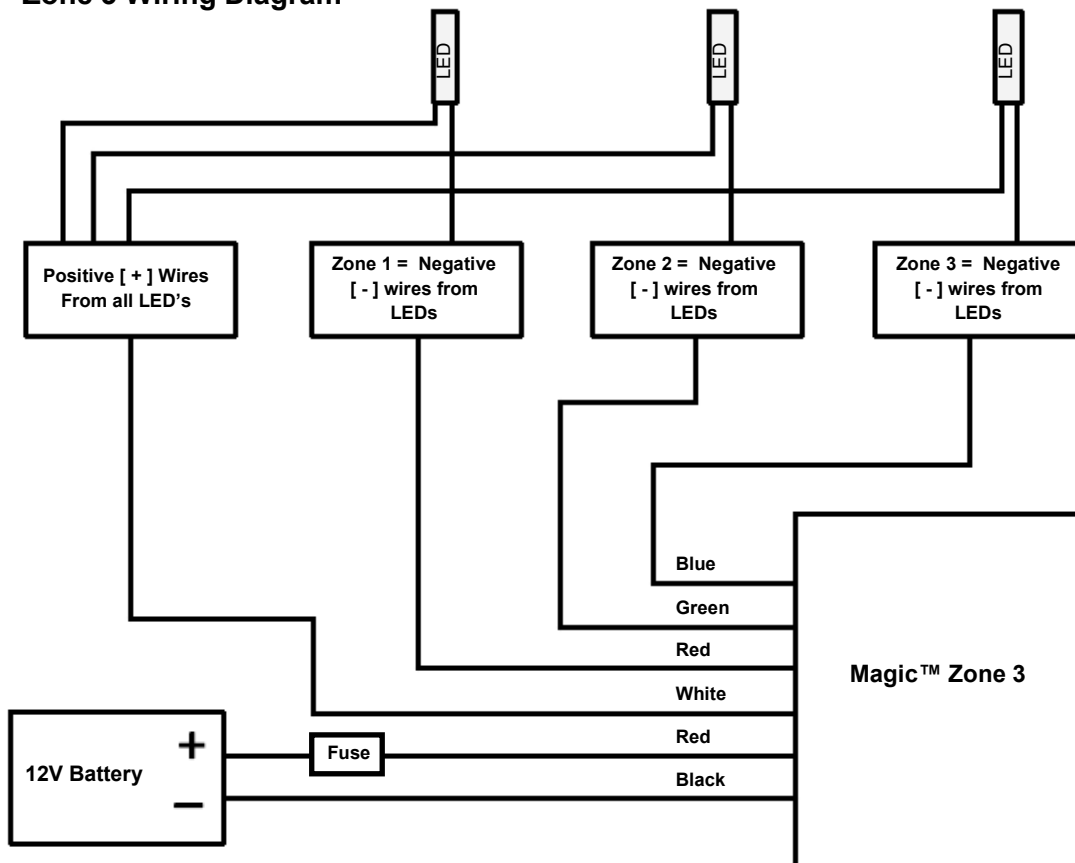 Zone 3 Wiring Diagram
LED
LED
LED
Positive [ + ] Wires
From all LED's
Zone 1 = Negative
[ - ] wires from
LEDs
Zone 2 = Negative
[ - ] wires from
LEDs
Zone 3 = Negative
[ - ] wires from
LEDs
Blue
Green
Red
White
Red
Black
Magic™ Zone 3
12V Battery
+
−
Fuse